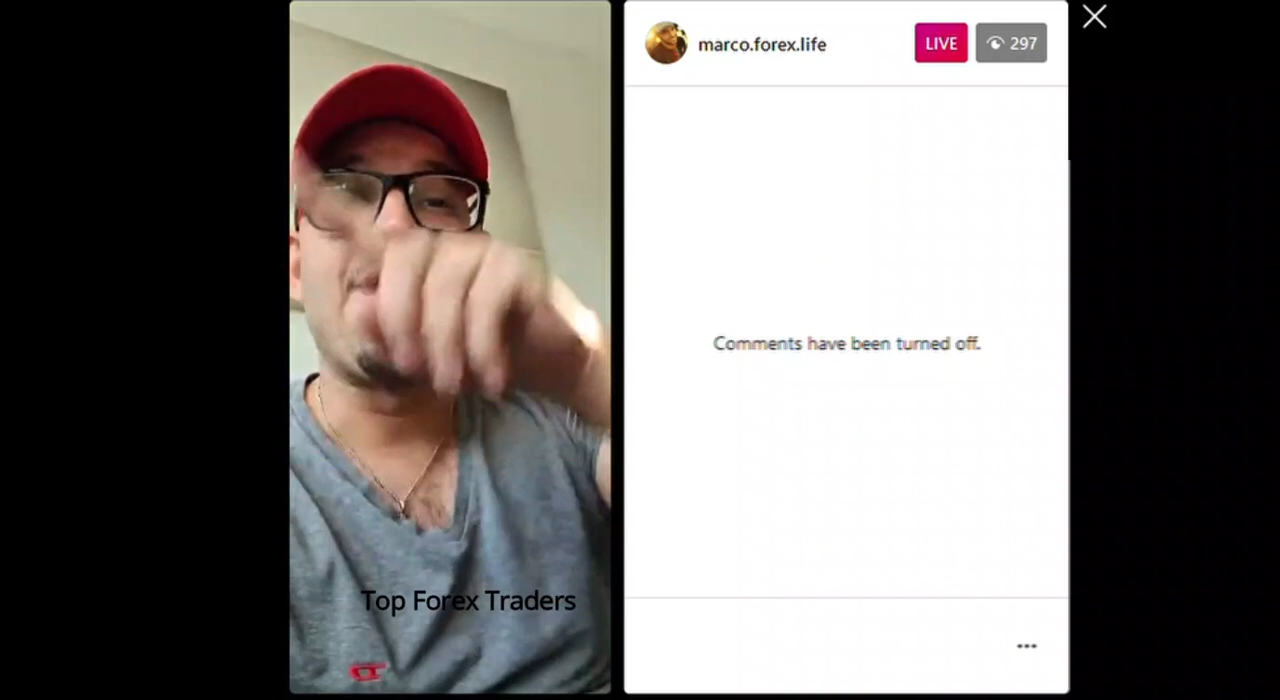 marco.forex.life
LIVE
297
Comments have been turned off.
Top Forex Traders